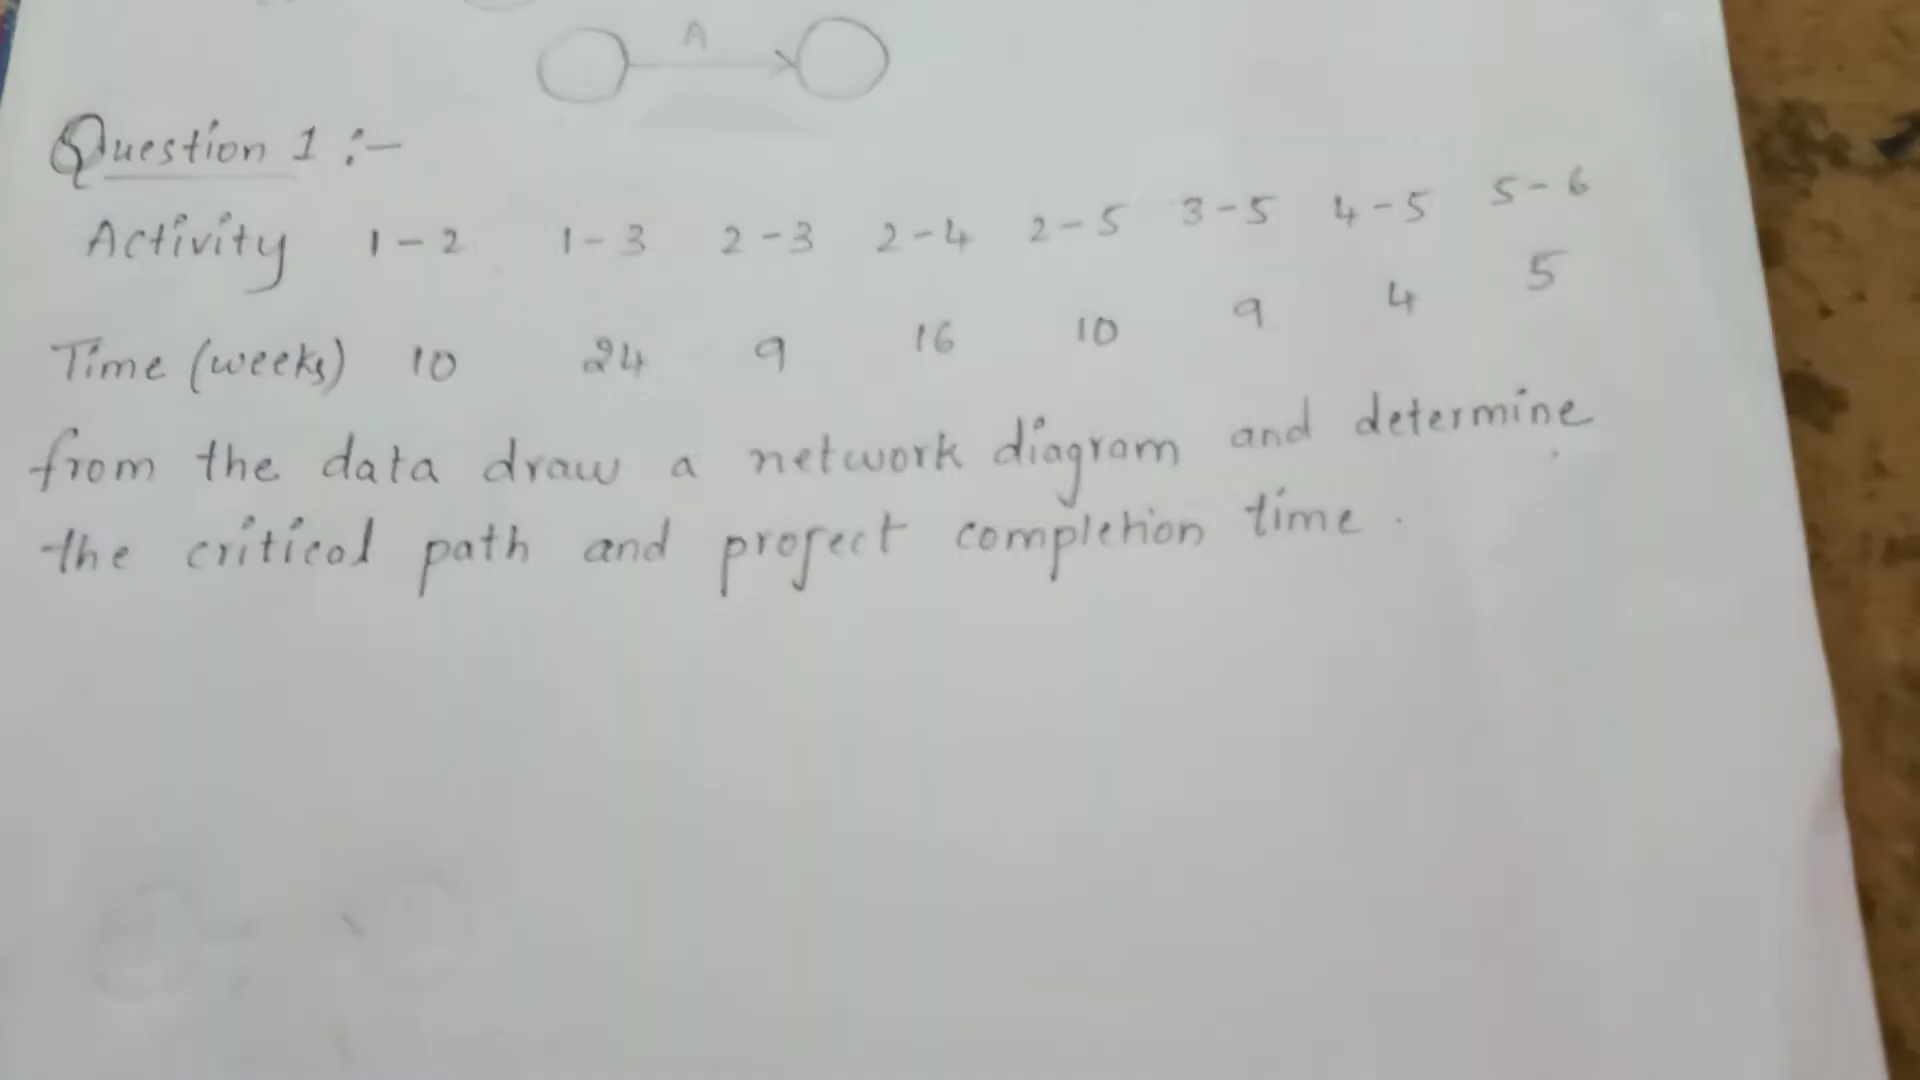 A
Question 1 :-
Activity 1-2 1-3 2-3 2-4 2-5 3-5 4-5 5-6
Time (weeks) 10 24 9 16 10 9 4 5
from the data draw a network diagram and determine
the critical path and project completion time.